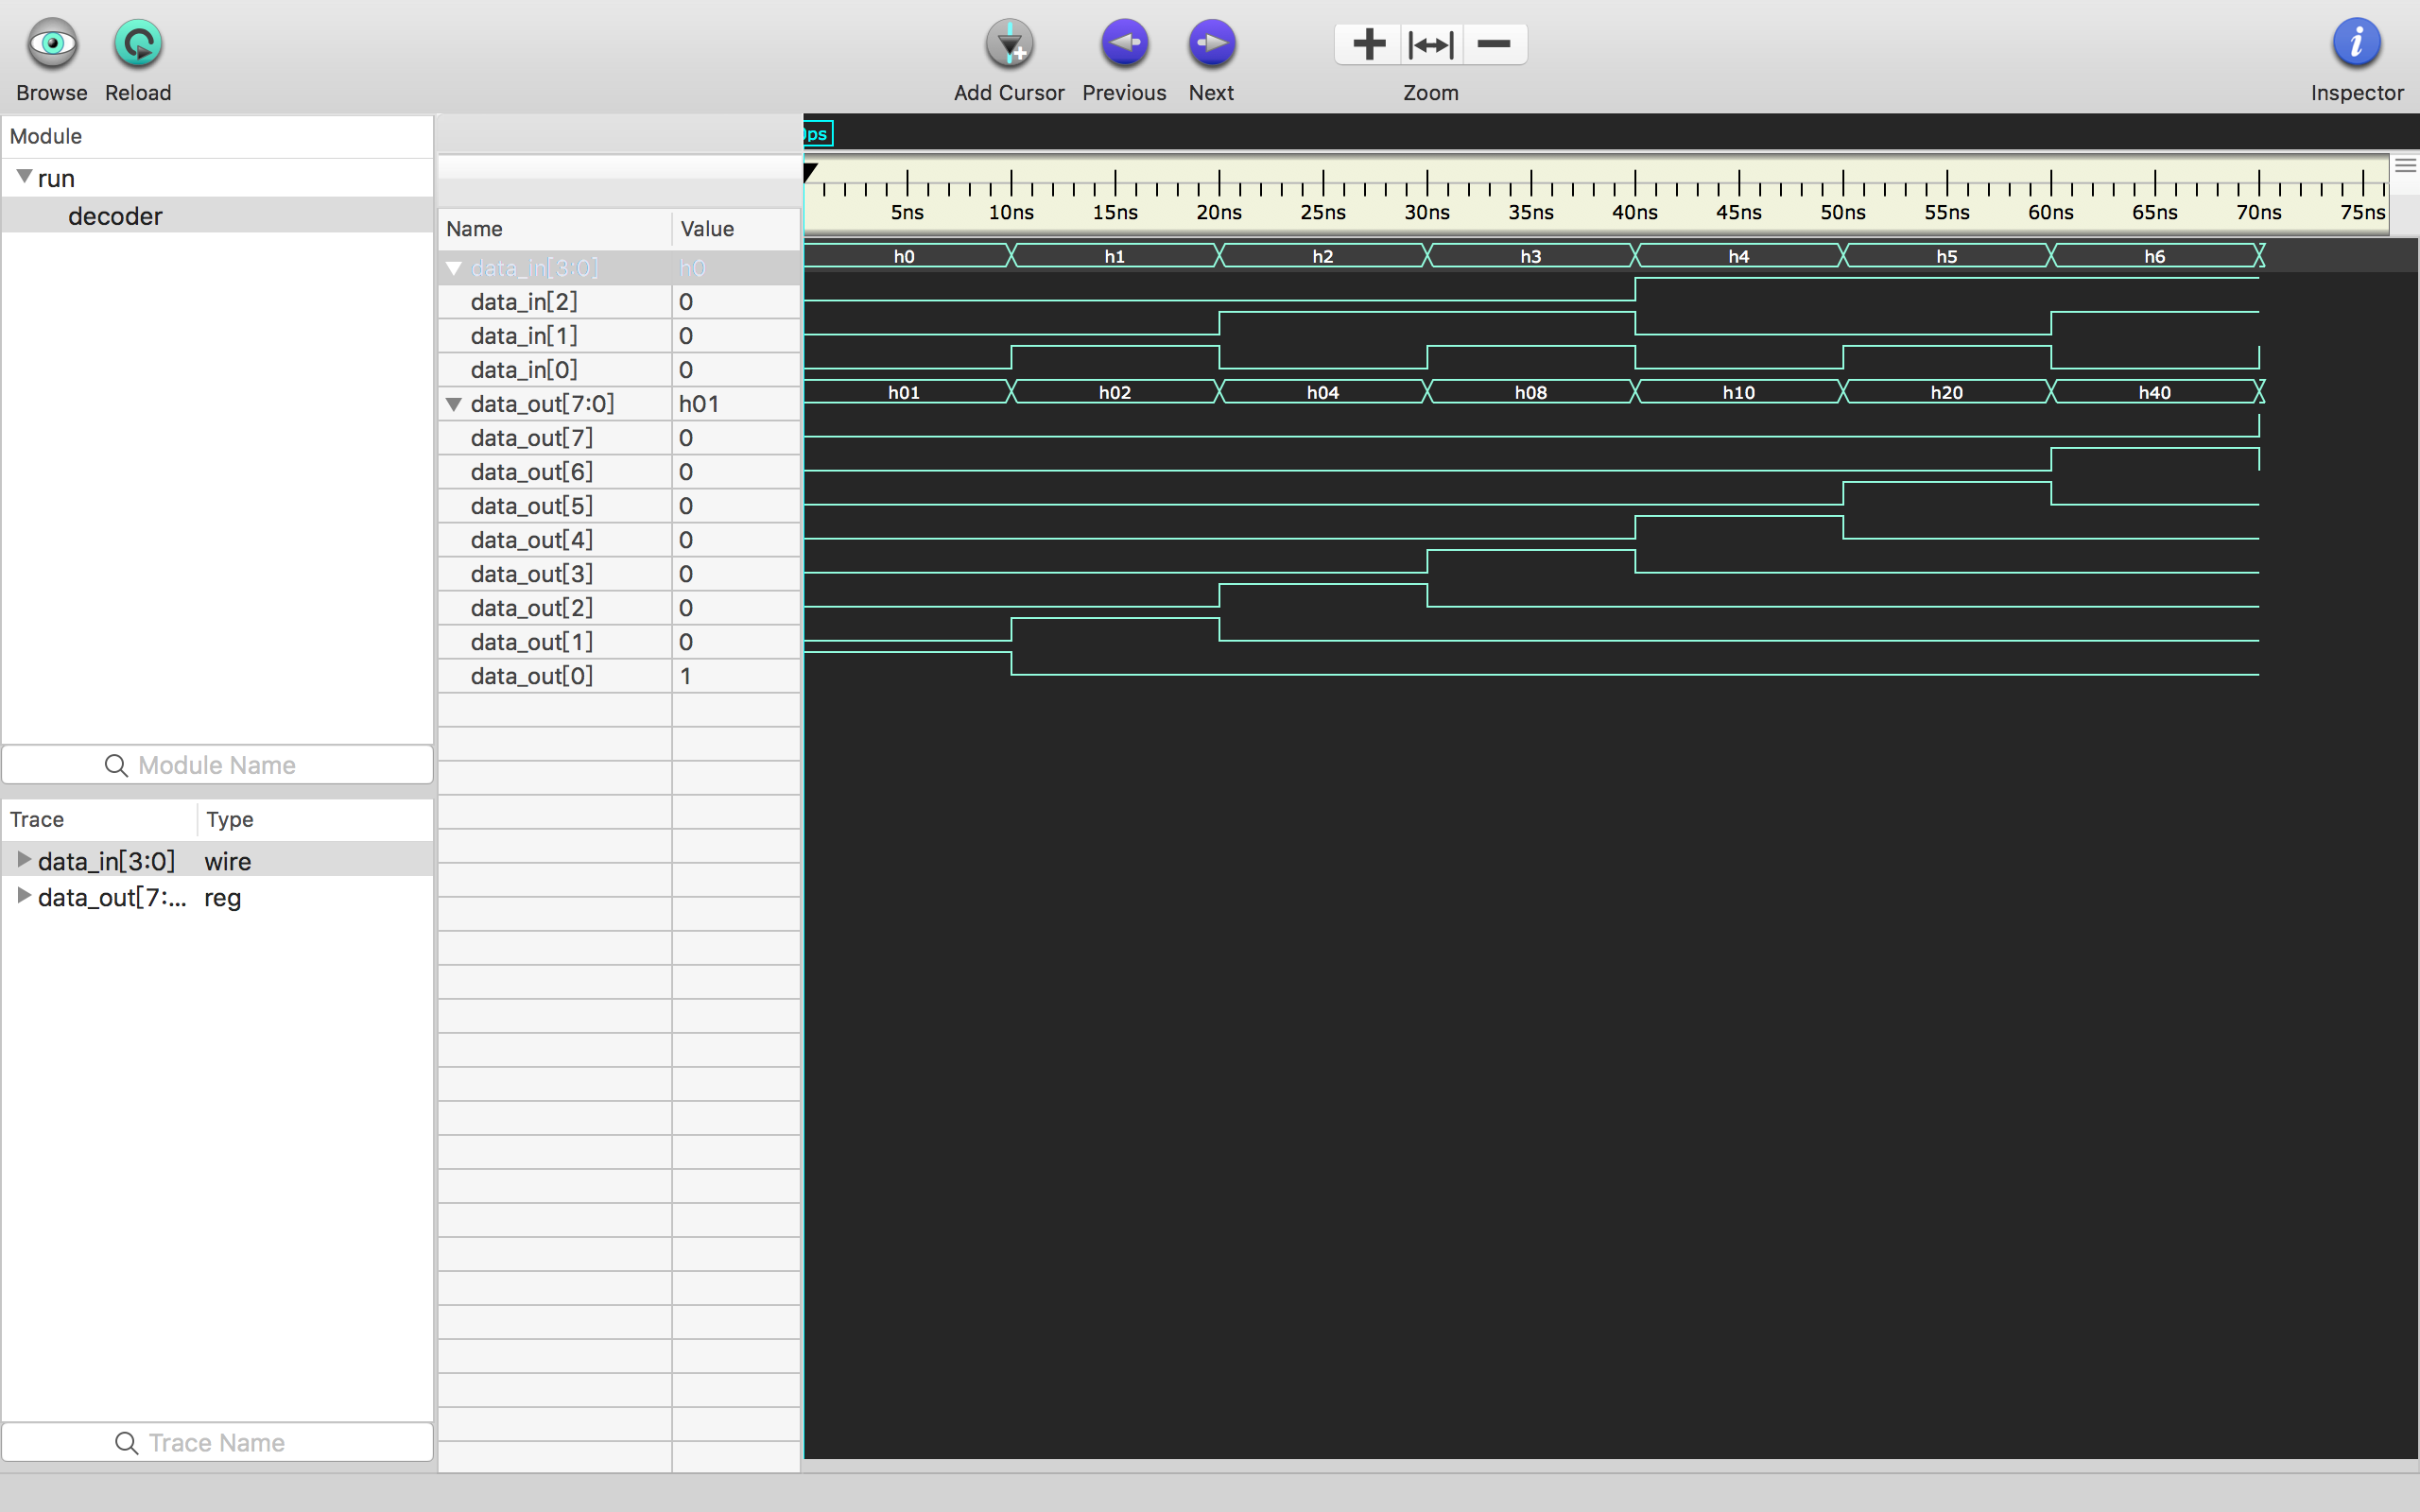 Browse Reload Add Cursor Previous Next Zoom Inspector
Module
run
decoder
Module Name
Trace Type
data_in[3:0] wire
data_out[7:... reg
Trace Name
Name Value
data_in[3:0] h0
data_in[2] 0
data_in[1] 0
data_in[0] 0
data_out[7:0] h01
data_out[7] 0
data_out[6] 0
data_out[5] 0
data_out[4] 0
data_out[3] 0
data_out[2] 0
data_out[1] 0
data_out[0] 1
0ps
5ns 10ns 15ns 20ns 25ns 30ns 35ns 40ns 45ns 50ns 55ns 60ns 65ns 70ns 75ns
h0 h1 h2 h3 h4 h5 h6
h01 h02 h04 h08 h10 h20 h40